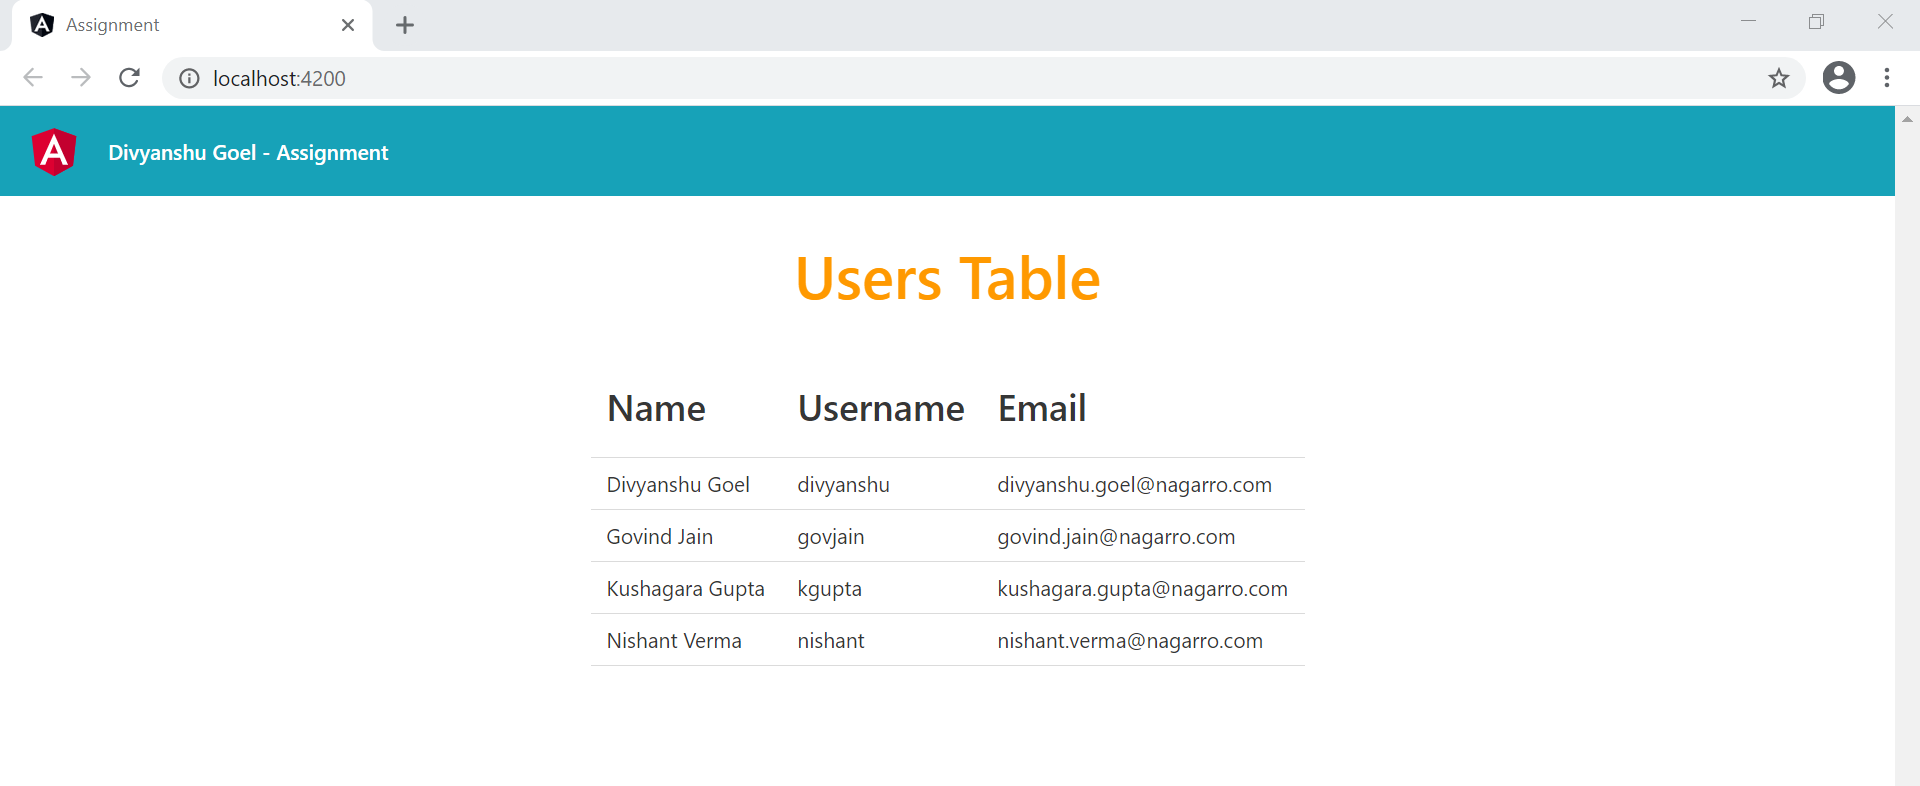 Assignment
localhost:4200
Divyanshu Goel - Assignment
Users Table
Name Username Email
Divyanshu Goel divyanshu divyanshu.goel@nagarro.com
Govind Jain govjain govind.jain@nagarro.com
Kushagara Gupta kgupta kushagara.gupta@nagarro.com
Nishant Verma nishant nishant.verma@nagarro.com